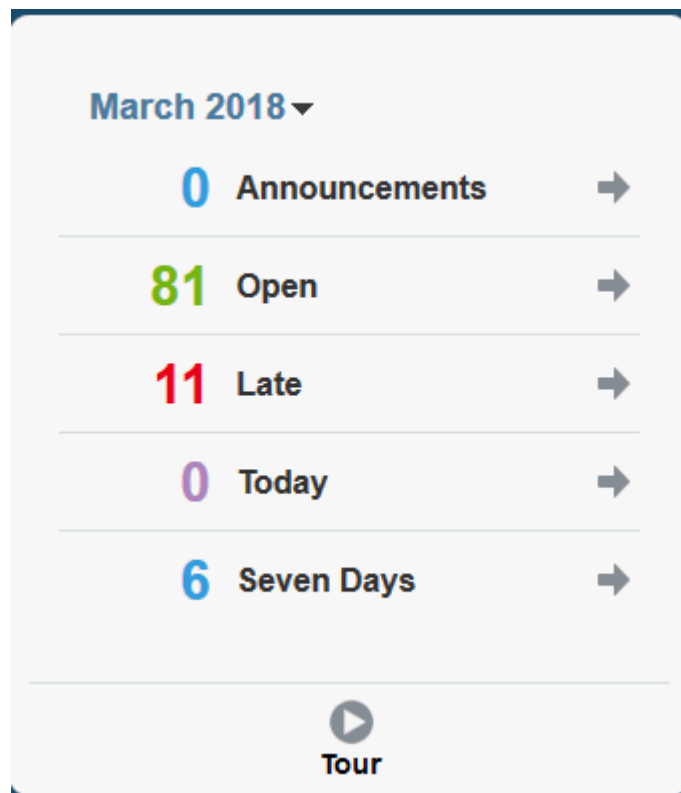 March 2018
0 Announcements
81 Open
11 Late
0 Today
6 Seven Days
Tour